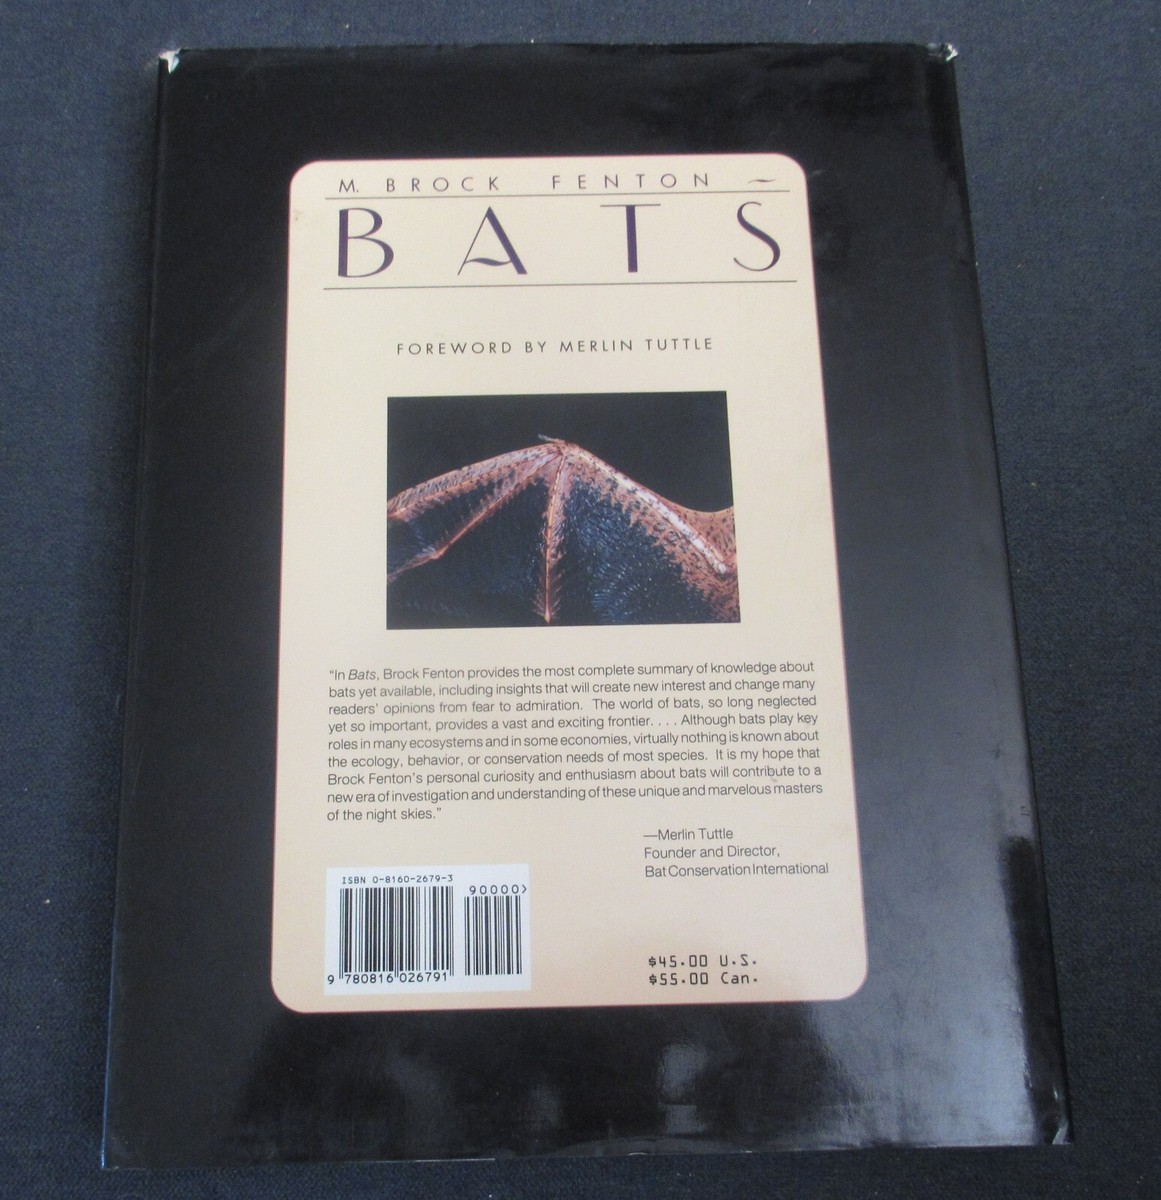 M. BROCK FENTON ~
BATS
FOREWORD BY MERLIN TUTTLE
“In Bats, Brock Fenton provides the most complete summary of knowledge about
bats yet available, including insights that will create new interest and change many
readers’ opinions from fear to admiration. The world of bats, so long neglected
yet so important, provides a vast and exciting frontier. . . . Although bats play key
roles in many ecosystems and in some economies, virtually nothing is known about
the ecology, behavior, or conservation needs of most species. It is my hope that
Brock Fenton’s personal curiosity and enthusiasm about bats will contribute to a
new era of investigation and understanding of these unique and marvelous masters
of the night skies.”
—Merlin Tuttle
Founder and Director,
Bat Conservation International
ISBN 0-8160-2679-3
90000>
9 780816 026791
$45.00 U.S.
$55.00 Can.